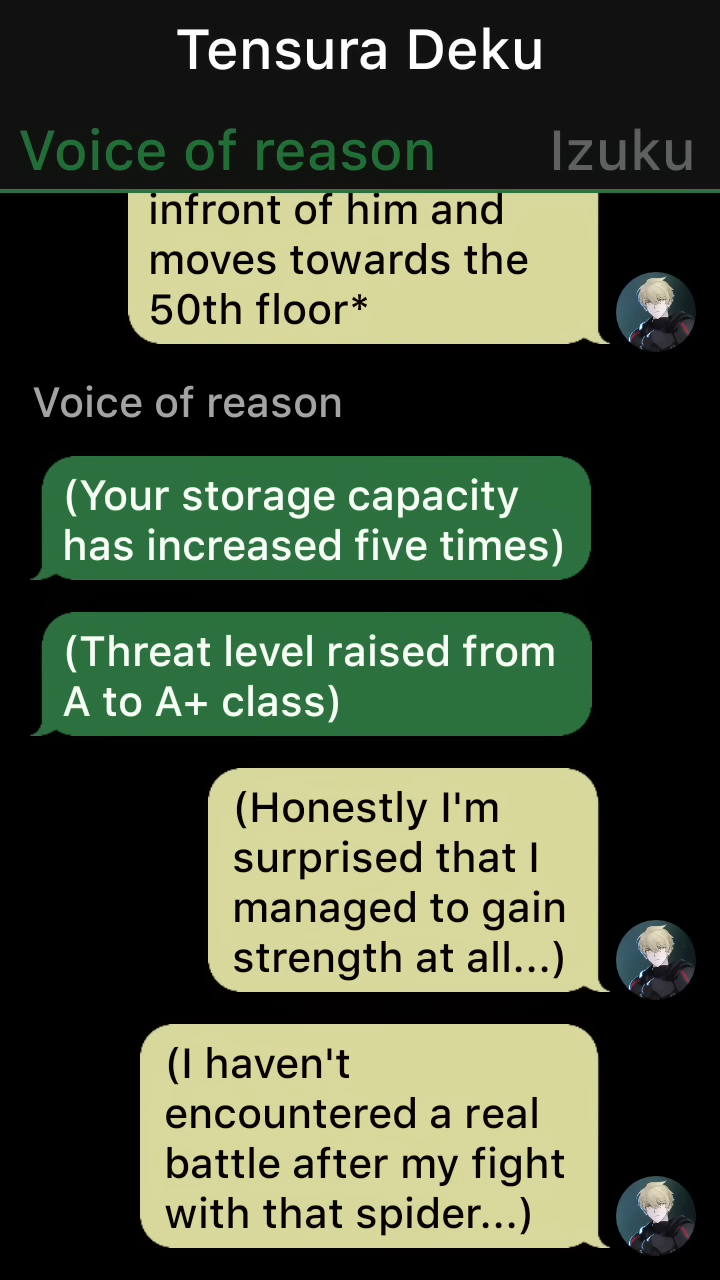 Tensura Deku
Voice of reason Izuku
infront of him and
moves towards the
50th floor*
Voice of reason
(Your storage capacity
has increased five times)
(Threat level raised from
A to A+ class)
(Honestly I'm
surprised that I
managed to gain
strength at all...)
(I haven't
encountered a real
battle after my fight
with that spider...)